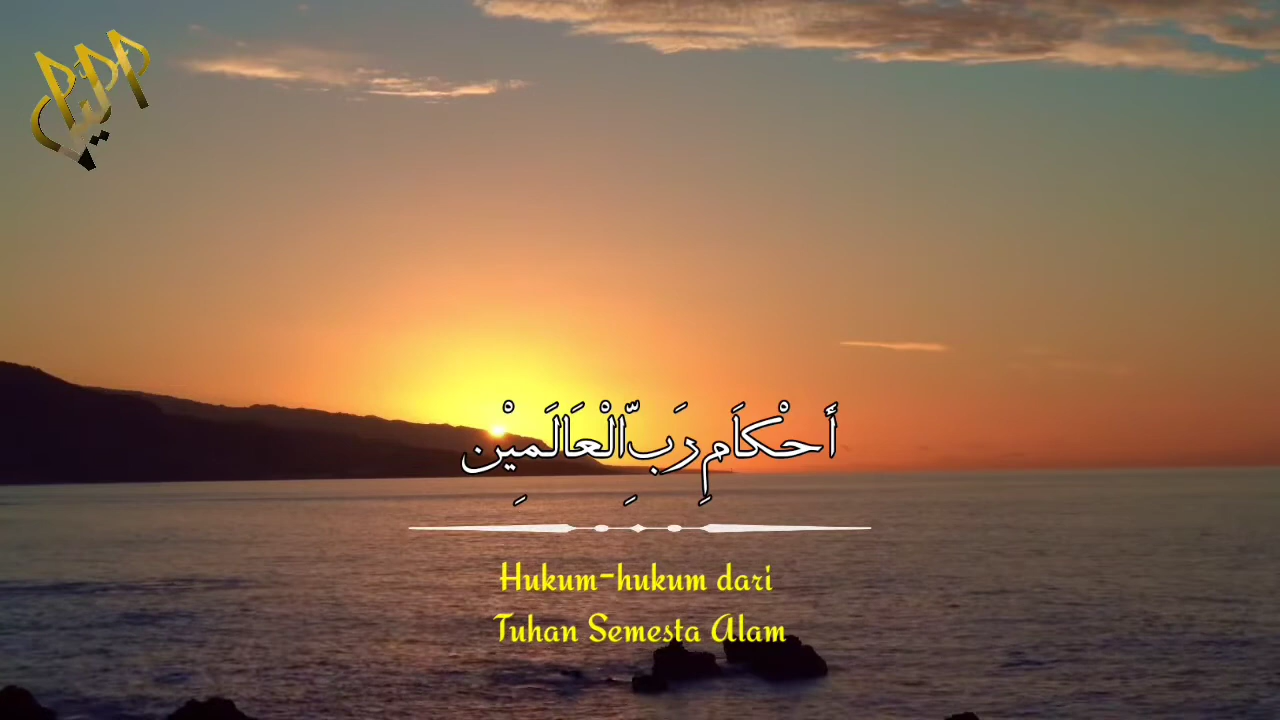 أَحْكَامِ رَبِّ الْعَالَمِيْن
Hukum-hukum dari
Tuhan Semesta Alam